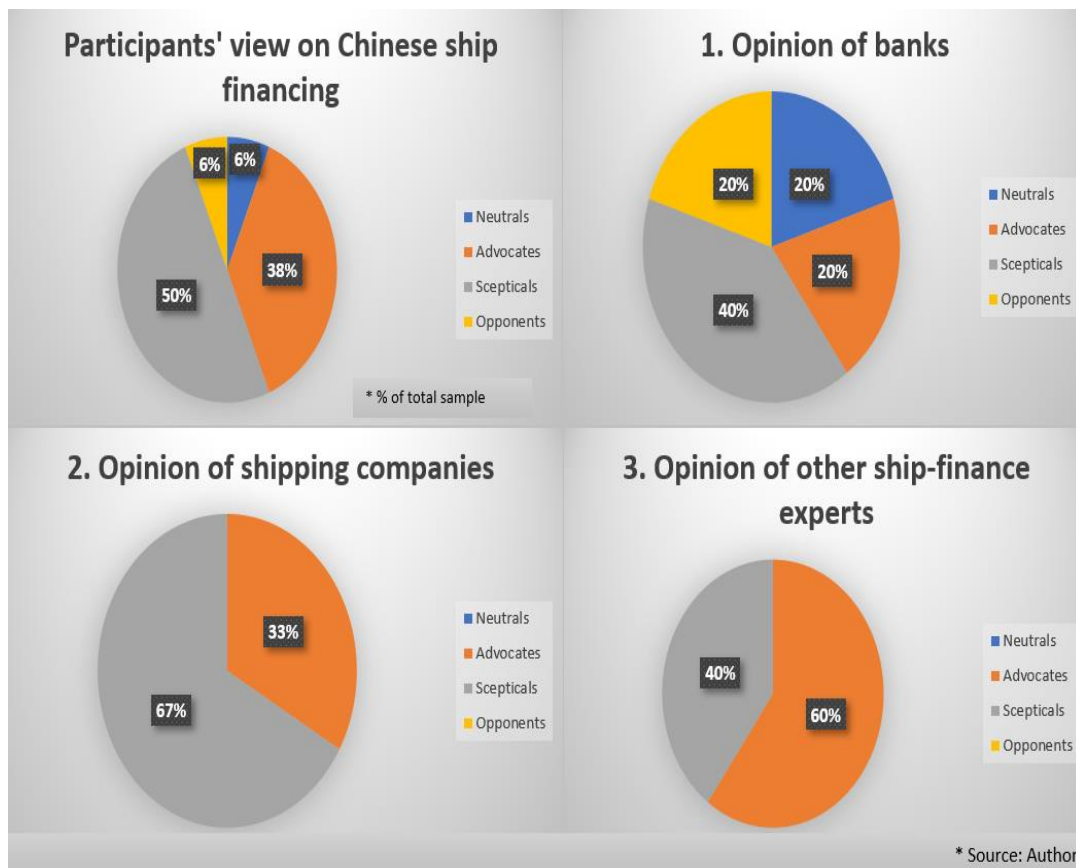 Participants' view on Chinese ship
financing
6%
6%
38%
50%
Neutrals
Advocates
Scepticals
Opponents
* % of total sample
1. Opinion of banks
20%
20%
20%
40%
Neutrals
Advocates
Scepticals
Opponents
2. Opinion of shipping companies
33%
67%
Neutrals
Advocates
Scepticals
Opponents
3. Opinion of other ship-finance
experts
40%
60%
Neutrals
Advocates
Scepticals
Opponents
* Source: Author